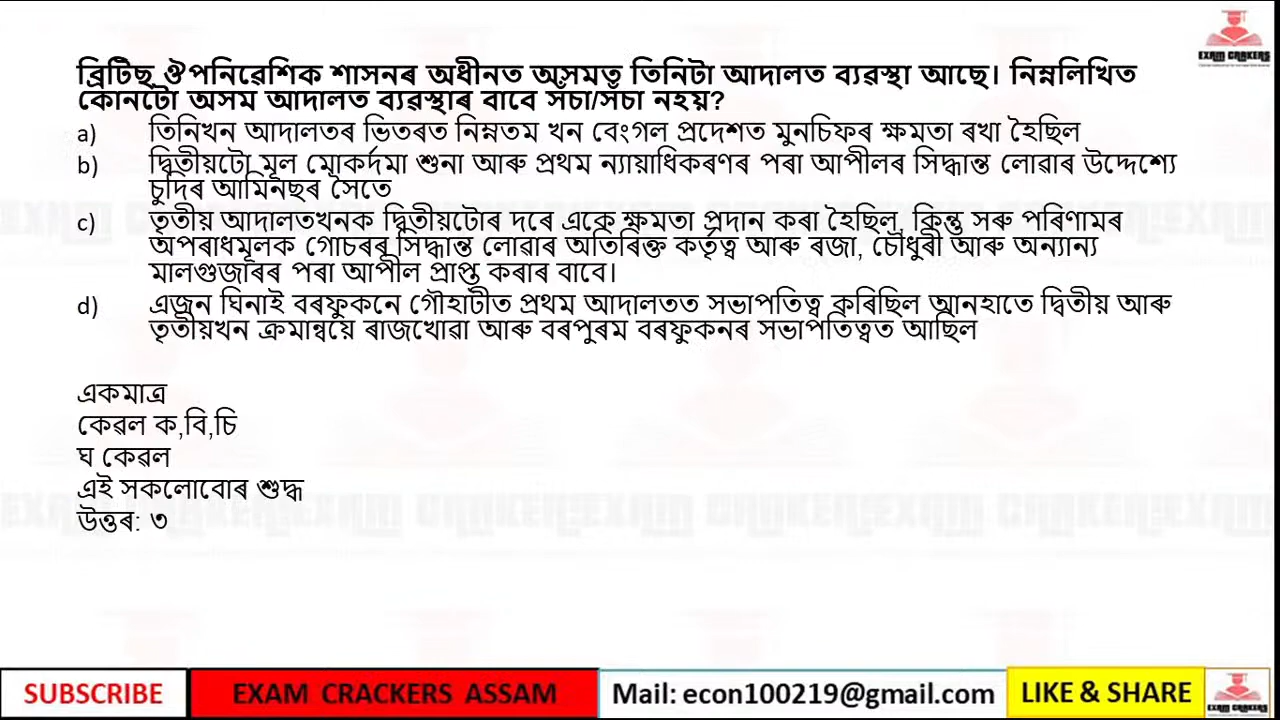 EXAM CRAKERS
ব্ৰিটিছ ঔপনিৱেশিক শাসনৰ অধীনত অসমত তিনিটা আদালত ব্যৱস্থা আছে। নিম্নলিখিত
কোনটো অসম আদালত ব্যৱস্থাৰ বাবে সঁচা/সঁচা নহয়?
a) তিনিখন আদালতৰ ভিতৰত নিম্নতম খন বেংগল প্ৰদেশত মুনচিফৰ ক্ষমতা ৰখা হৈছিল
b) দ্বিতীয়টো মূল মোকৰ্দমা শুনা আৰু প্ৰথম ন্যায়াধিকৰণৰ পৰা আপীলৰ সিদ্ধান্ত লোৱাৰ উদ্দেশ্যে
চুদিৰ আমিনছৰ সৈতে
c) তৃতীয় আদালতখনক দ্বিতীয়টোৰ দৰে একে ক্ষমতা প্ৰদান কৰা হৈছিল, কিন্তু সৰু পৰিণামৰ
অপৰাধমূলক গোচৰৰ সিদ্ধান্ত লোৱাৰ অতিৰিক্ত কৰ্তৃত্ব আৰু ৰজা, চৌধুৰী আৰু অন্যান্য
মালগুজাৰৰ পৰা আপীল প্ৰাপ্ত কৰাৰ বাবে।
d) এজন ঘিনাই বৰফুকনে গৌহাটীত প্ৰথম আদালতত সভাপতিত্ব কৰিছিল আনহাতে দ্বিতীয় আৰু
তৃতীয়খন ক্ৰমান্বয়ে ৰাজখোৱা আৰু বৰপুৰম বৰফুকনৰ সভাপতিত্বত আছিল
একমাত্ৰ
কেৱল ক,বি,চি
ঘ কেৱল
এই সকলোবোৰ শুদ্ধ
উত্তৰ: ৩
SUBSCRIBE
EXAM CRACKERS ASSAM
Mail: econ100219@gmail.com
LIKE & SHARE